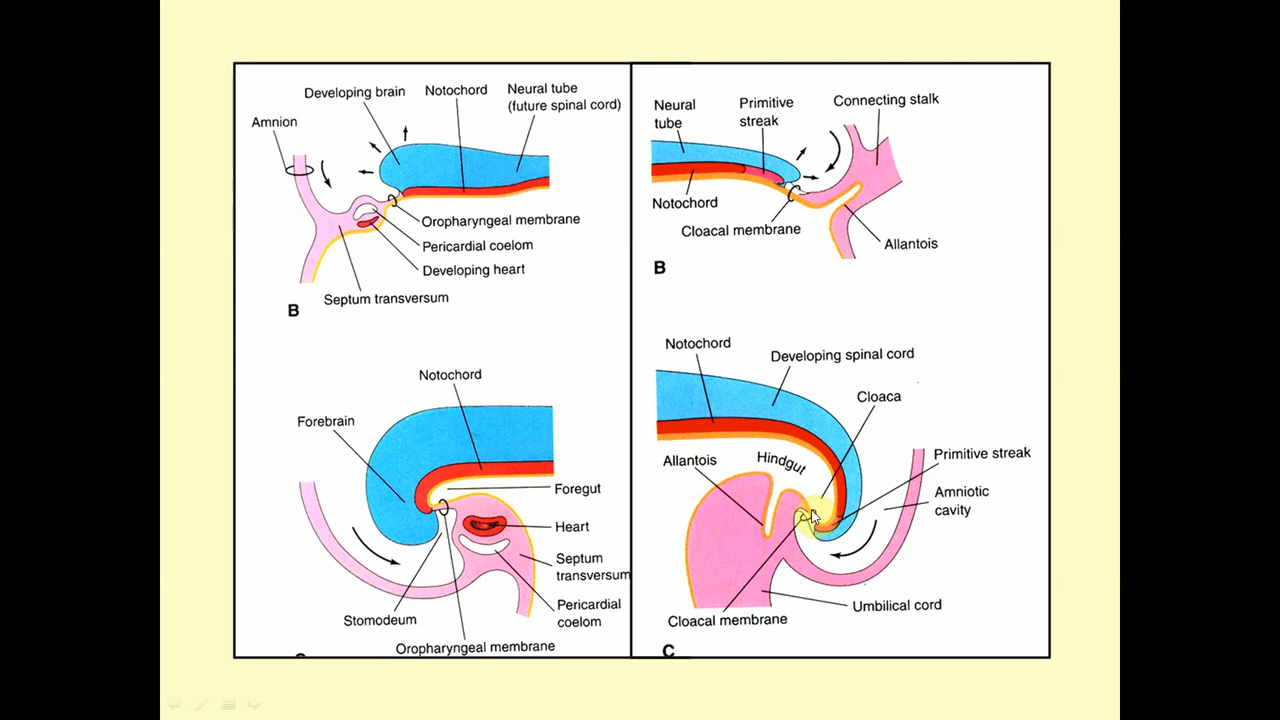 Developing brain
Notochord
Neural tube
(future spinal cord)
Amnion
Oropharyngeal membrane
Pericardial coelom
Developing heart
Septum transversum
B
Neural
tube
Primitive
streak
Connecting stalk
Notochord
Cloacal membrane
Allantois
B
Notochord
Forebrain
Foregut
Heart
Septum
transversum
Pericardial
coelom
Stomodeum
Oropharyngeal membrane
Notochord
Developing spinal cord
Cloaca
Allantois
Hindgut
Primitive streak
Amniotic
cavity
Umbilical cord
Cloacal membrane
C